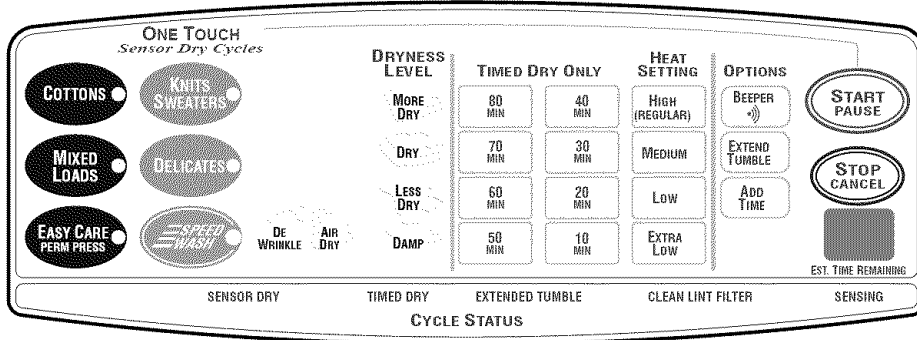 ONE TOUCH
Sensor Dry Cycles
COTTONS
KNITS
SWEATERS
MIXED
LOADS
DELICATES
EASY CARE
PERM PRESS
SPEED
WASH
DE
WRINKLE
AIR
DRY
DRYNESS
LEVEL
MORE
DRY
DRY
LESS
DRY
DAMP
TIMED DRY ONLY
80
MIN
40
MIN
70
MIN
30
MIN
60
MIN
20
MIN
50
MIN
10
MIN
HEAT
SETTING
HIGH
(REGULAR)
MEDIUM
LOW
EXTRA
LOW
OPTIONS
BEEPER
EXTEND
TUMBLE
ADD
TIME
START
PAUSE
STOP
CANCEL
EST. TIME REMAINING
SENSOR DRY TIMED DRY EXTENDED TUMBLE CLEAN LINT FILTER SENSING
CYCLE STATUS